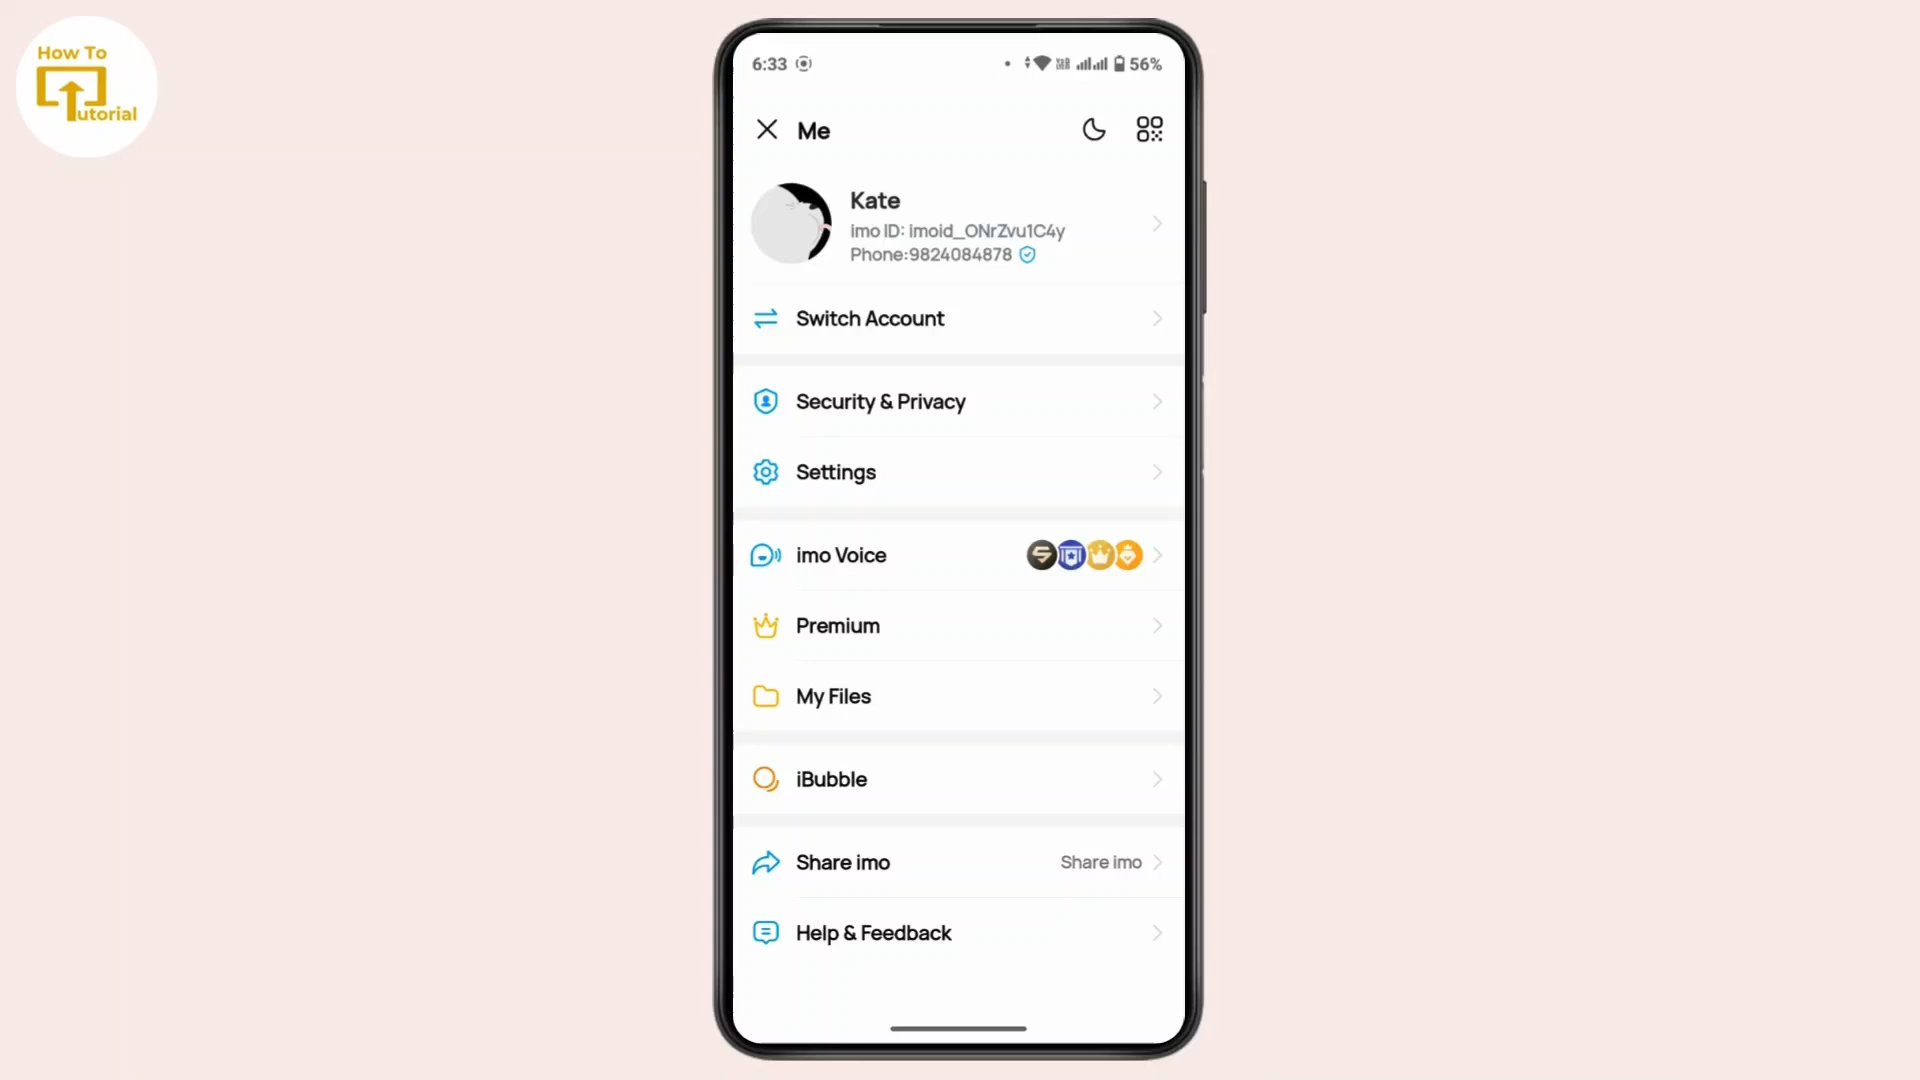 How To
utorial
6:33
56%
Me
Kate
imo ID: imoid_ONrZvu1C4y
Phone:9824084878
Switch Account
Security & Privacy
Settings
imo Voice
Premium
My Files
iBubble
Share imo Share imo
Help & Feedback